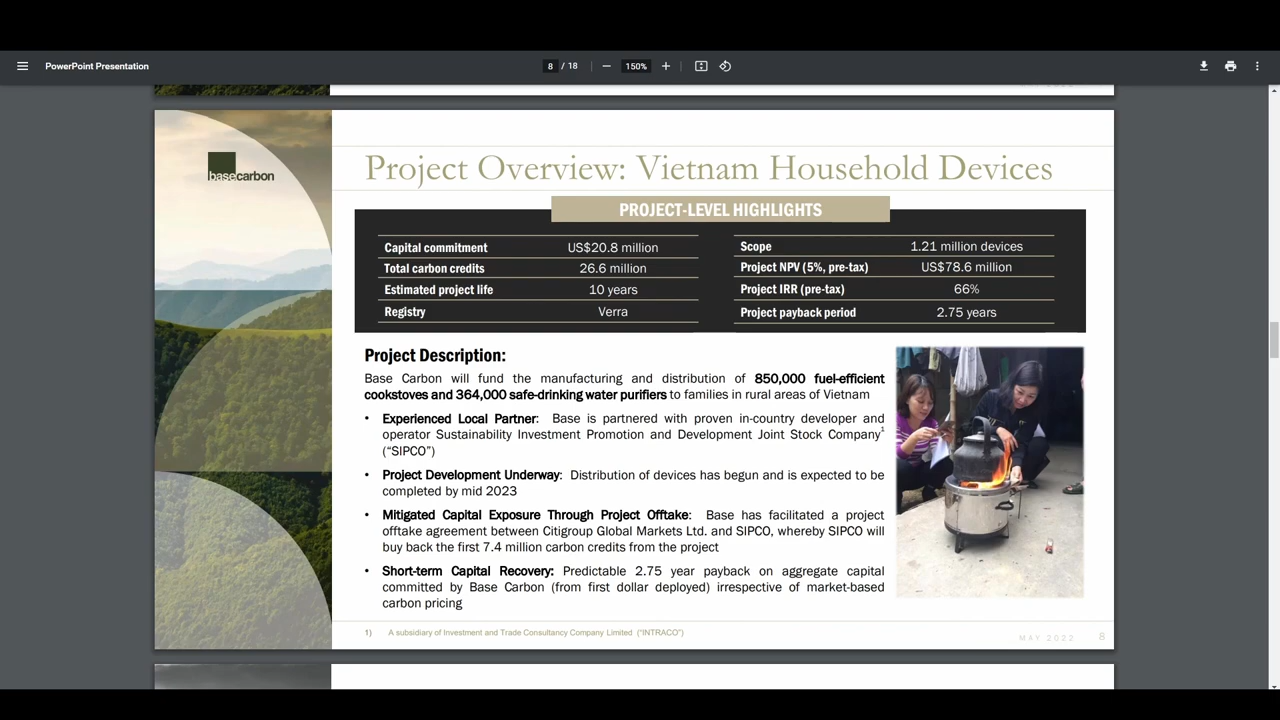 PowerPoint Presentation
8 / 18
150%
basecarbon
Project Overview: Vietnam Household Devices
PROJECT-LEVEL HIGHLIGHTS
Capital commitment US$20.8 million
Total carbon credits 26.6 million
Estimated project life 10 years
Registry Verra
Scope 1.21 million devices
Project NPV (5%, pre-tax) US$78.6 million
Project IRR (pre-tax) 66%
Project payback period 2.75 years
Project Description:
Base Carbon will fund the manufacturing and distribution of 850,000 fuel-efficient
cookstoves and 364,000 safe-drinking water purifiers to families in rural areas of Vietnam
• Experienced Local Partner: Base is partnered with proven in-country developer and
operator Sustainability Investment Promotion and Development Joint Stock Company1
(“SIPCO”)
• Project Development Underway: Distribution of devices has begun and is expected to be
completed by mid 2023
• Mitigated Capital Exposure Through Project Offtake: Base has facilitated a project
offtake agreement between Citigroup Global Markets Ltd. and SIPCO, whereby SIPCO will
buy back the first 7.4 million carbon credits from the project
• Short-term Capital Recovery: Predictable 2.75 year payback on aggregate capital
committed by Base Carbon (from first dollar deployed) irrespective of market-based
carbon pricing
1) A subsidiary of Investment and Trade Consultancy Company Limited (“INTRACO”)
MAY 2022 8